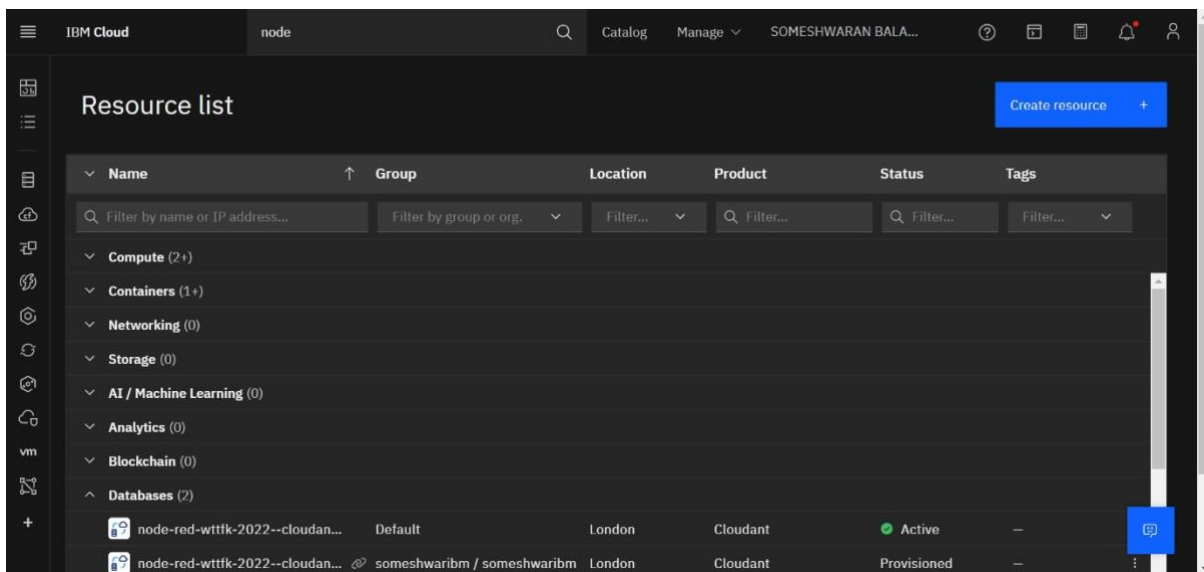 IBM Cloud node Catalog Manage SOMESHWARAN BALA...
Resource list
Create resource +
Name Group Location Product Status Tags
Filter by name or IP address... Filter by group or org. Filter... Filter... Filter... Filter...
Compute (2+)
Containers (1+)
Networking (0)
Storage (0)
AI / Machine Learning (0)
Analytics (0)
Blockchain (0)
vm
Databases (2)
node-red-wttfk-2022--cloudan... Default London Cloudant Active –
node-red-wttfk-2022--cloudan... someshwaribm / someshwaribm London Cloudant Provisioned –